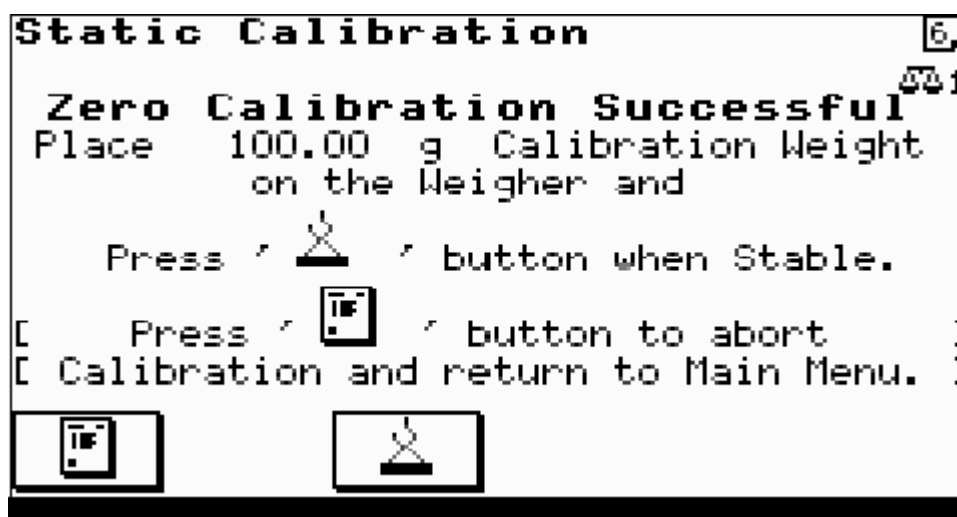 Static Calibration 6
Zero Calibration Successful
Place 100.00 g Calibration Weight
on the Weigher and
Press ' ' button when Stable.
[ Press ' ' button to abort ]
[ Calibration and return to Main Menu. ]